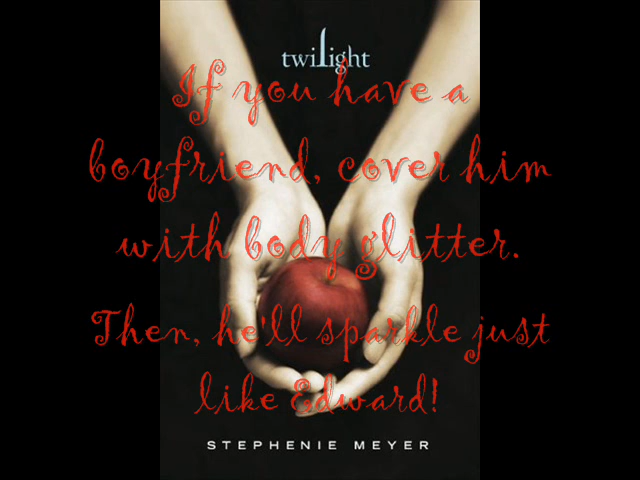 twilight
If you have a
boyfriend, cover him
with body glitter.
Then, he'll sparkle just
like Edward!
STEPHENIE MEYER